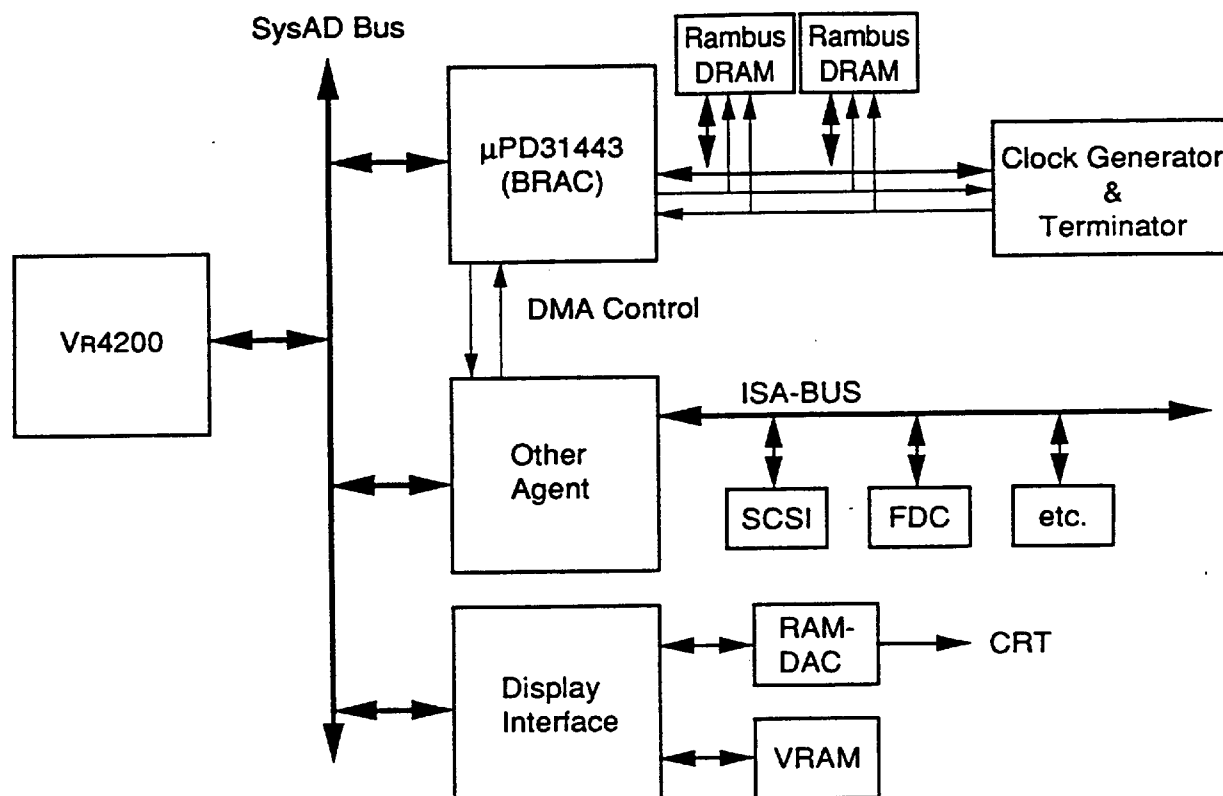 SysAD Bus
Rambus
DRAM
Rambus
DRAM
µPD31443
(BRAC)
Clock Generator
&
Terminator
VR4200
DMA Control
ISA-BUS
Other
Agent
SCSI
FDC
etc.
RAM-
DAC
CRT
Display
Interface
VRAM